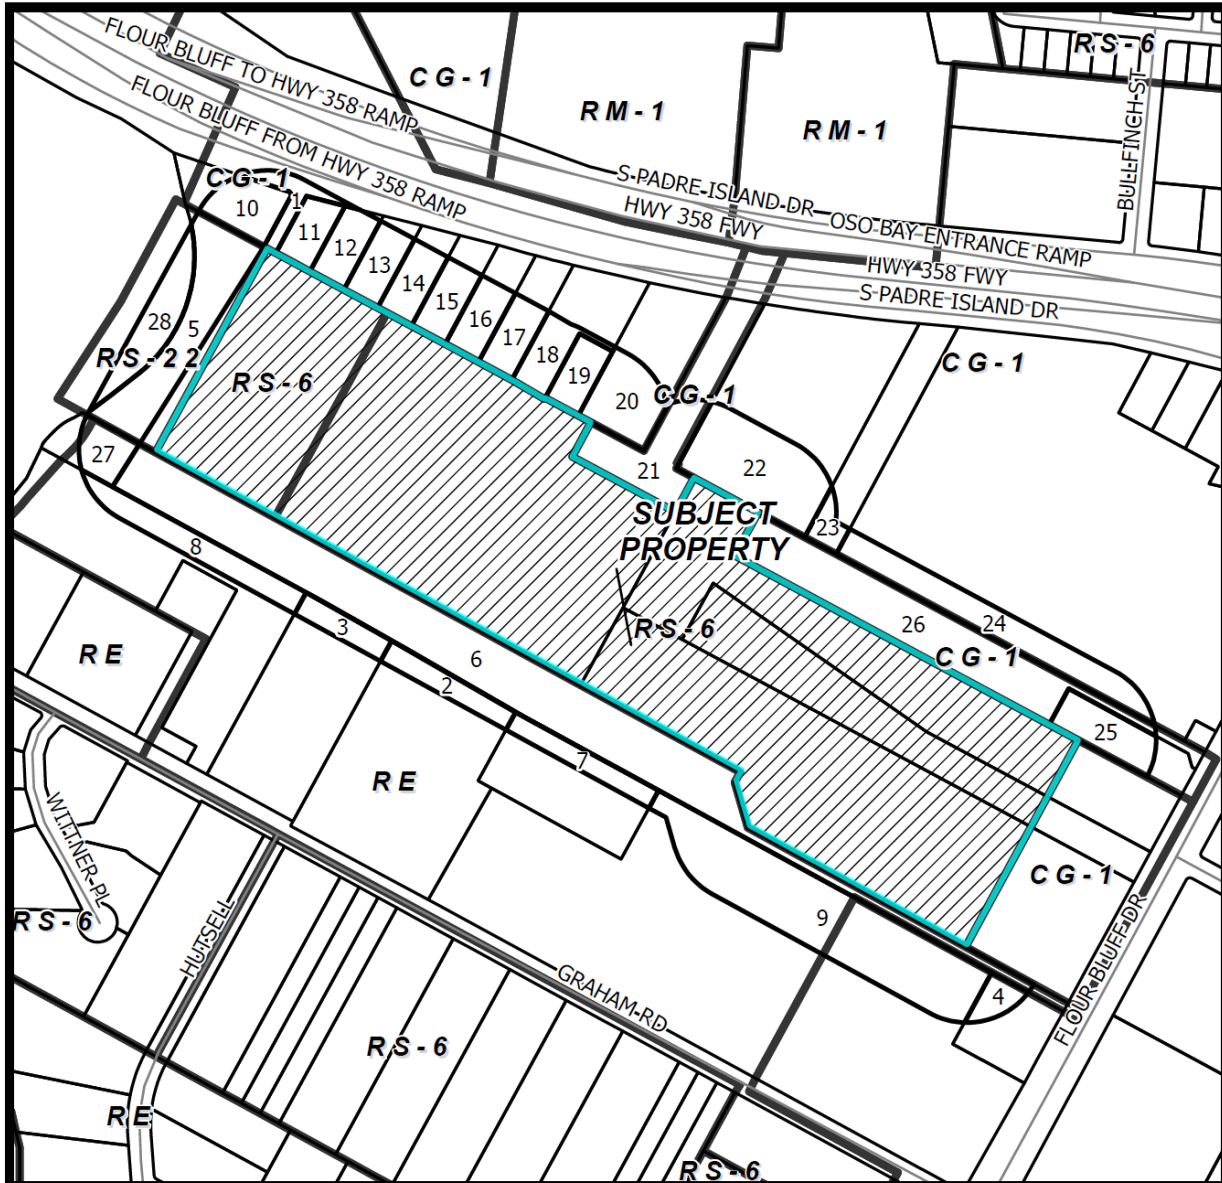 FLOUR BLUFF TO HWY 358 RAMP
CG-1
RS-6
RM-1
RM-1
BULLFINCH ST
FLOUR BLUFF FROM HWY 358 RAMP
CG-1
S PADRE ISLAND DR
OSO BAY ENTRANCE RAMP
HWY 358 FWY
HWY 358 FWY
S PADRE ISLAND DR
10
1
11
12
13
14
15
16
17
18
19
20
28
5
RS-22
RS-6
CG-1
CG-1
27
21
22
23
SUBJECT
PROPERTY
8
3
6
2
7
RS-6
26
24
CG-1
25
RE
RE
WITTNER PL
HUTSELL
RS-6
CG-1
9
4
FLOUR BLUFF DR
GRAHAM RD
RS-6
RE
RS-6